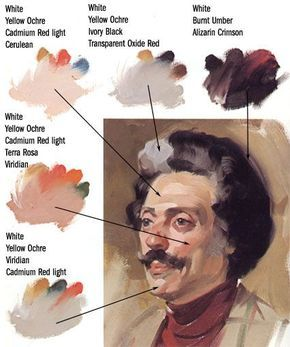 White
Yellow Ochre
Cadmium Red light
Cerulean
White
Yellow Ochre
Ivory Black
Transparent Oxide Red
White
Burnt Umber
Alizarin Crimson
White
Yellow Ochre
Cadmium Red light
Terra Rosa
Viridian
White
Yellow Ochre
Viridian
Cadmium Red light